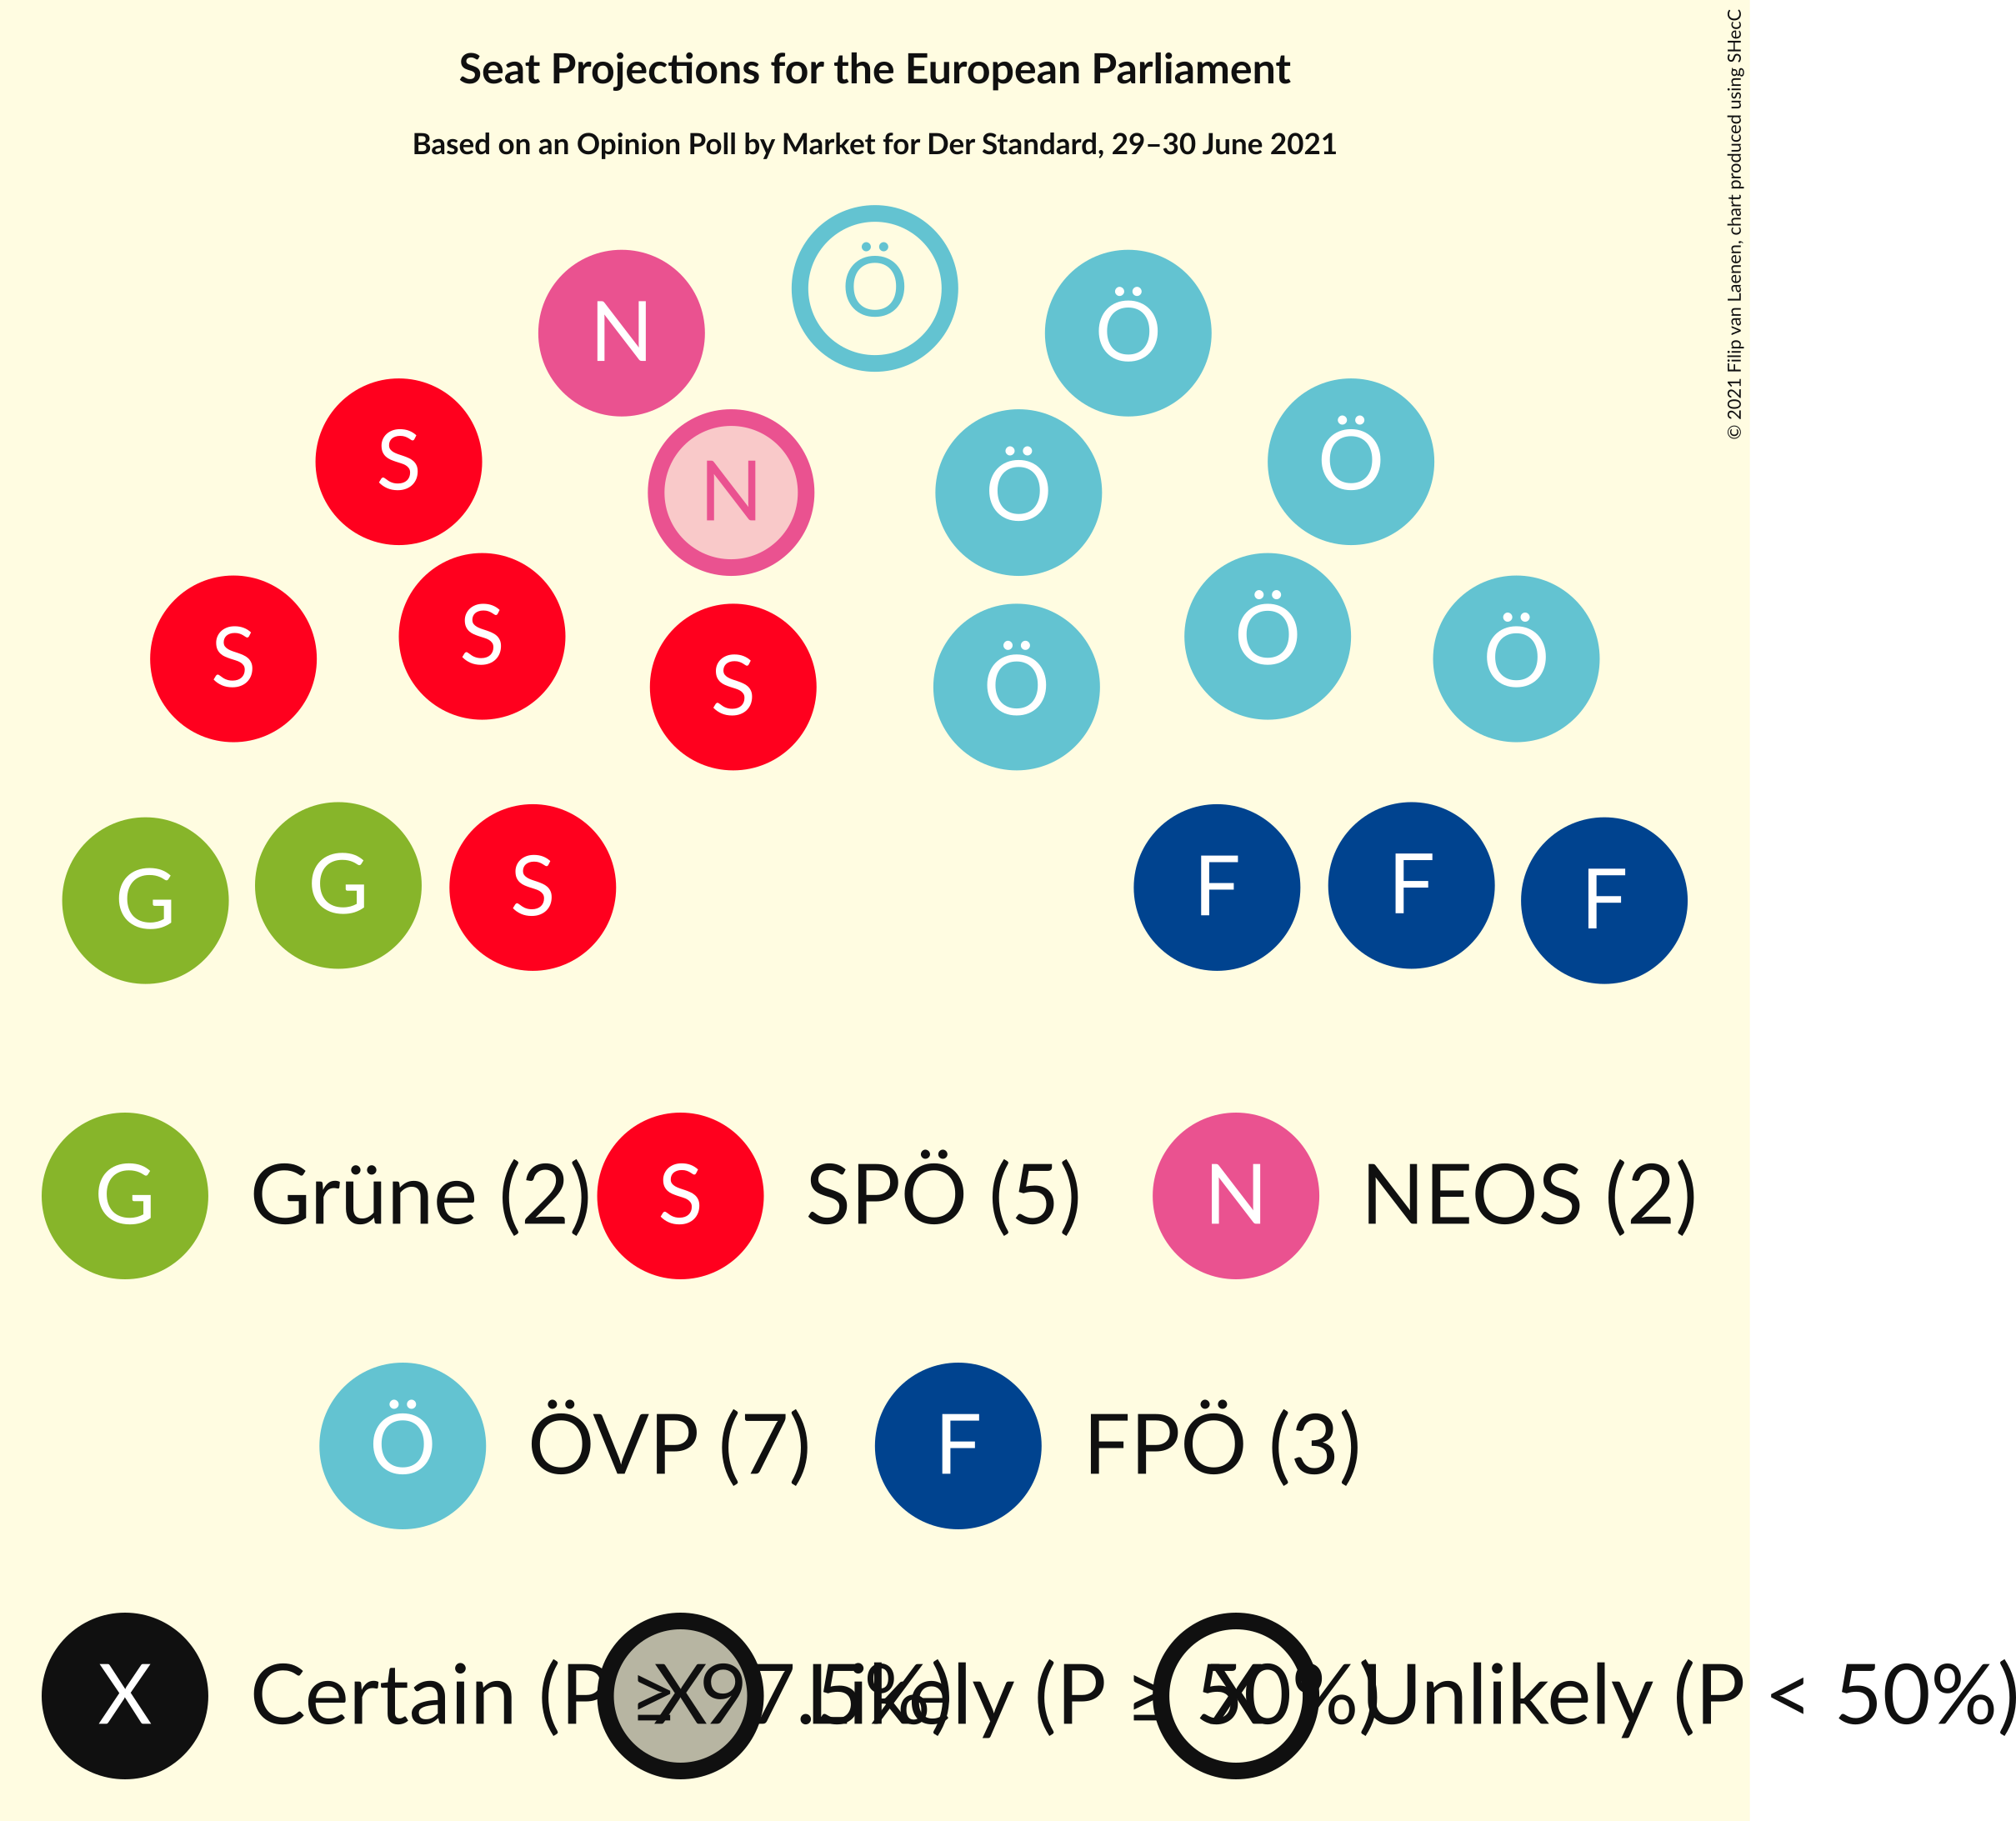 Seat Projections for the European Parliament
Based on an Opinion Poll by Market for Der Standard, 29–30 June 2021
© 2021 Filip van Laenen, chart produced using SHecC
Ö
N Ö
S Ö
N Ö
S S Ö Ö
S Ö
G G S F F F
G Grüne (2) S SPÖ (5) N NEOS (2)
Ö ÖVP (7) F FPÖ (3)
X Certain (P ≥ 97.5%) X Likely (P ≥ 50%) X Unlikely (P < 50%)